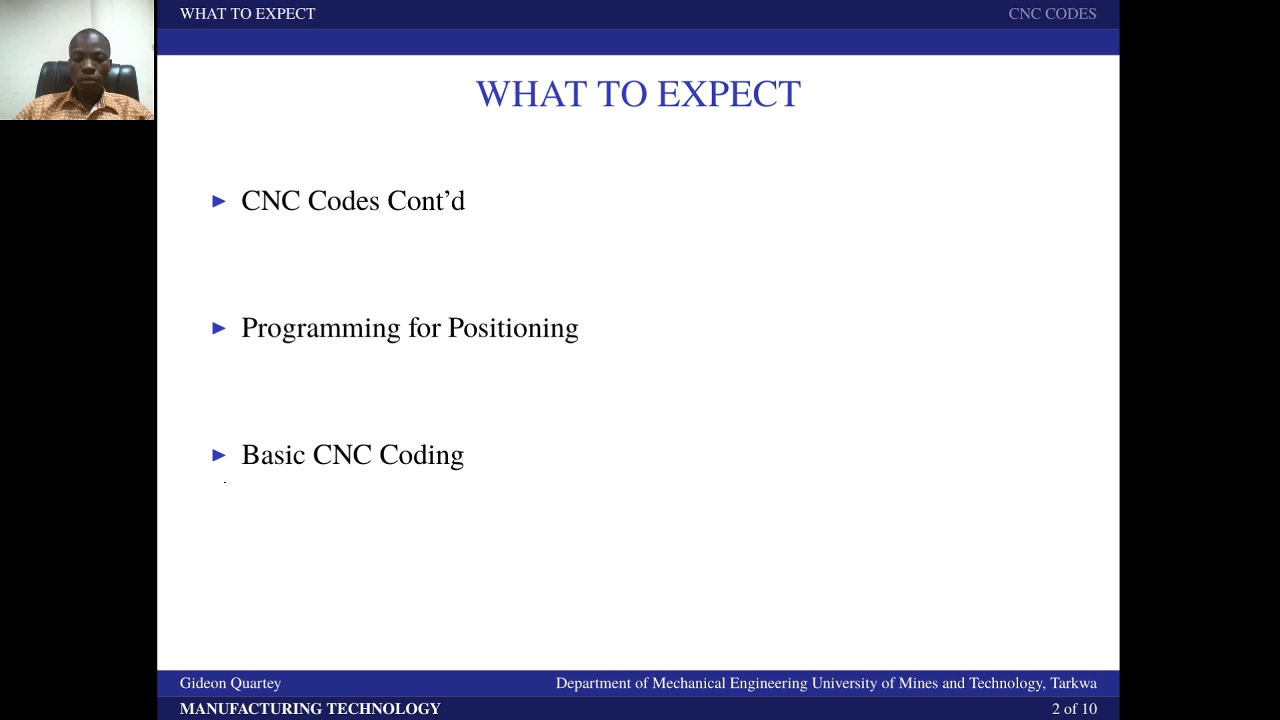 WHAT TO EXPECT
CNC CODES
WHAT TO EXPECT
CNC Codes Cont’d
Programming for Positioning
Basic CNC Coding
Gideon Quartey
Department of Mechanical Engineering University of Mines and Technology, Tarkwa
MANUFACTURING TECHNOLOGY
2 of 10